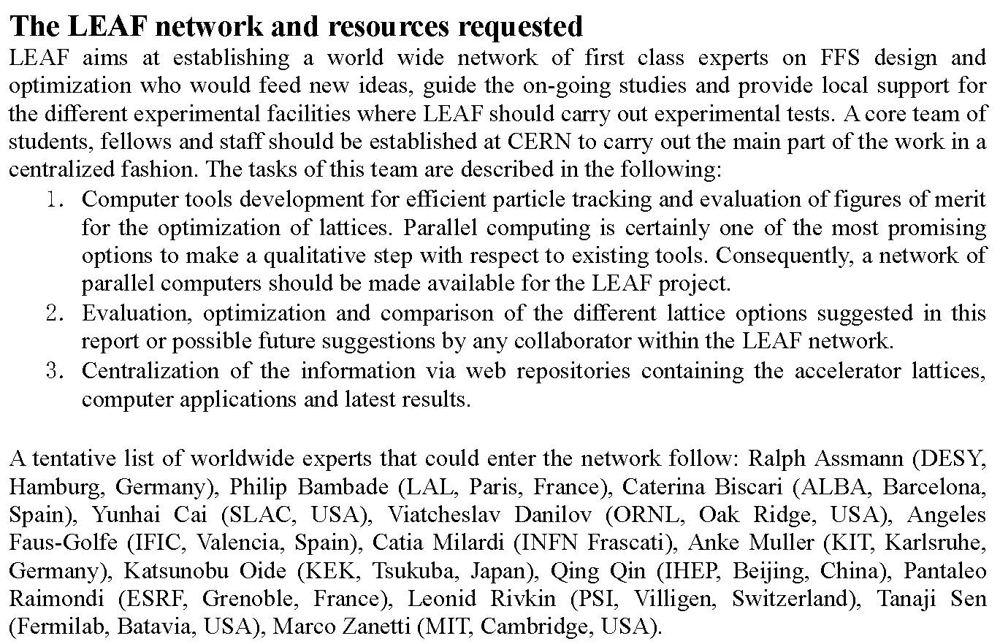 The LEAF network and resources requested
LEAF aims at establishing a world wide network of first class experts on FFS design and
optimization who would feed new ideas, guide the on-going studies and provide local support for
the different experimental facilities where LEAF should carry out experimental tests. A core team of
students, fellows and staff should be established at CERN to carry out the main part of the work in a
centralized fashion. The tasks of this team are described in the following:
1. Computer tools development for efficient particle tracking and evaluation of figures of merit
for the optimization of lattices. Parallel computing is certainly one of the most promising
options to make a qualitative step with respect to existing tools. Consequently, a network of
parallel computers should be made available for the LEAF project.
2. Evaluation, optimization and comparison of the different lattice options suggested in this
report or possible future suggestions by any collaborator within the LEAF network.
3. Centralization of the information via web repositories containing the accelerator lattices,
computer applications and latest results.
A tentative list of worldwide experts that could enter the network follow: Ralph Assmann (DESY,
Hamburg, Germany), Philip Bambade (LAL, Paris, France), Caterina Biscari (ALBA, Barcelona,
Spain), Yunhai Cai (SLAC, USA), Viatcheslav Danilov (ORNL, Oak Ridge, USA), Angeles
Faus-Golfe (IFIC, Valencia, Spain), Catia Milardi (INFN Frascati), Anke Muller (KIT, Karlsruhe,
Germany), Katsunobu Oide (KEK, Tsukuba, Japan), Qing Qin (IHEP, Beijing, China), Pantaleo
Raimondi (ESRF, Grenoble, France), Leonid Rivkin (PSI, Villigen, Switzerland), Tanaji Sen
(Fermilab, Batavia, USA), Marco Zanetti (MIT, Cambridge, USA).